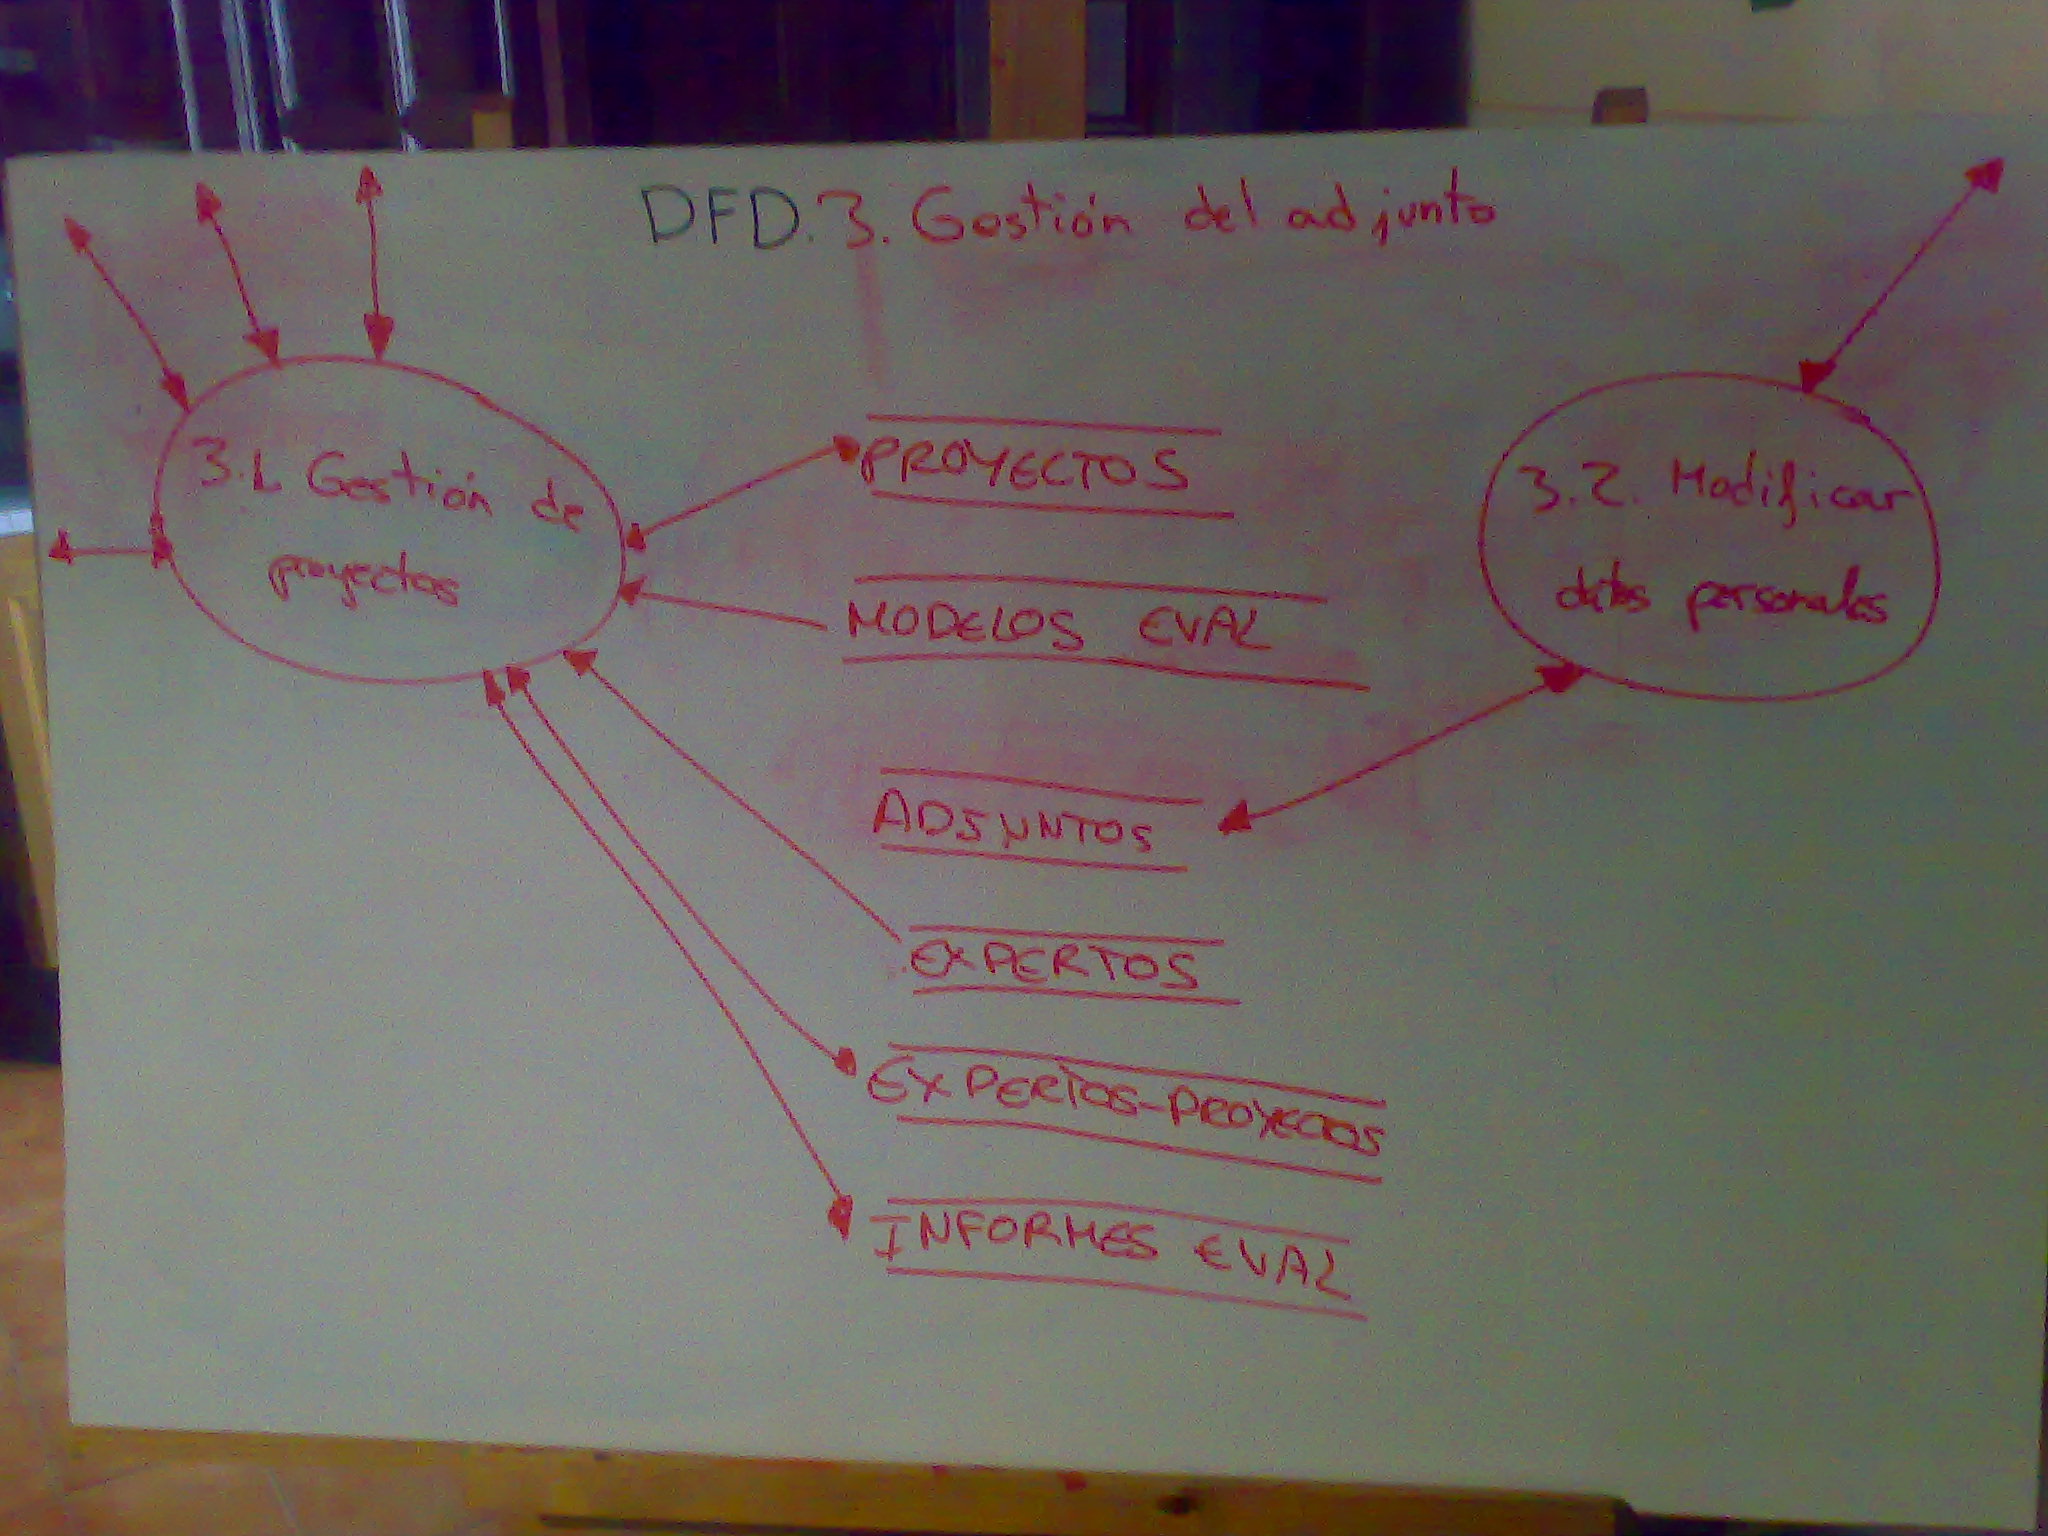 DFD. 3. Gestión del adjunto
3.1 Gestión de
proyectos
PROYECTOS
MODELOS EVAL
ADJUNTOS
EXPERTOS
EXPERTOS-PROYECTOS
INFORMES EVAL
3.2. Modificar
datos personales